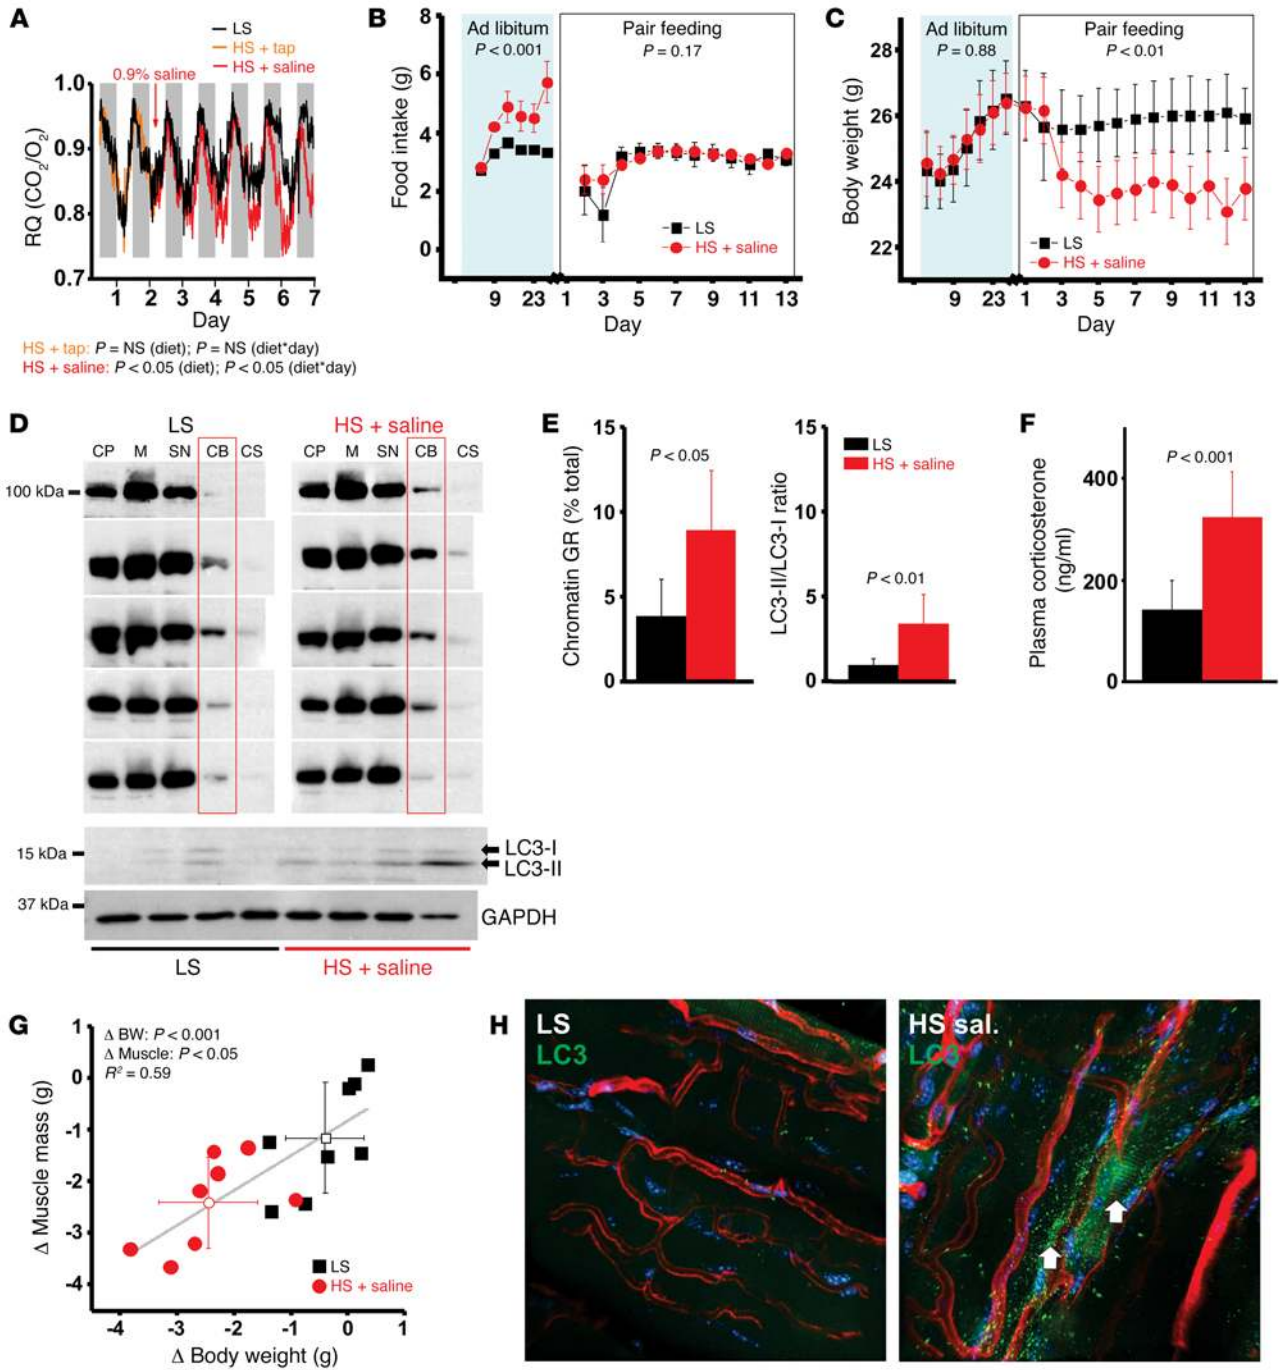 A
LS
HS + tap
HS + saline
0.9% saline
1.0
0.9
0.8
0.7
RQ (CO2/O2)
1 2 3 4 5 6 7
Day
HS + tap: P = NS (diet); P = NS (diet*day)
HS + saline: P < 0.05 (diet); P < 0.05 (diet*day)
B
Ad libitum
P < 0.001
Pair feeding
P = 0.17
8
6
4
2
0
Food intake (g)
LS
HS + saline
9 23 1 3 5 7 9 11 13
Day
C
Ad libitum
P = 0.88
Pair feeding
P < 0.01
28
26
24
22
Body weight (g)
LS
HS + saline
9 23 1 3 5 7 9 11 13
Day
D
LS
HS + saline
CP M SN CB CS
CP M SN CB CS
100 kDa
15 kDa
LC3-I
LC3-II
37 kDa
GAPDH
LS
HS + saline
E
15
10
5
0
Chromatin GR (% total)
P < 0.05
15
10
5
0
LC3-II/LC3-I ratio
LS
HS + saline
P < 0.01
F
400
200
0
Plasma corticosterone
(ng/ml)
P < 0.001
G
Δ BW: P < 0.001
Δ Muscle: P < 0.05
R2 = 0.59
1
0
-1
-2
-3
-4
Δ Muscle mass (g)
LS
HS + saline
-4 -3 -2 -1 0 1
Δ Body weight (g)
H
LS
LC3
HS sal.
LC3